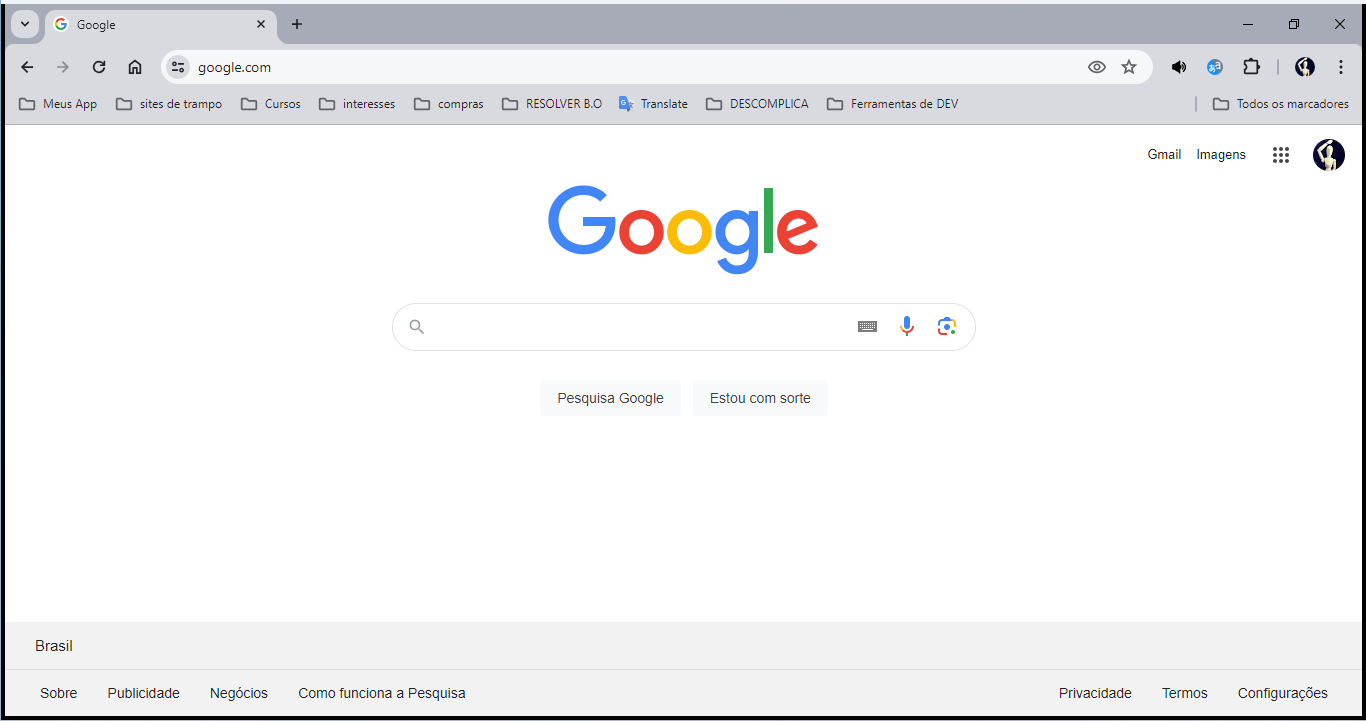 Google
google.com
Meus App sites de trampo Cursos interesses compras RESOLVER B.O Translate DESCOMPLICA Ferramentas de DEV Todos os marcadores
Gmail Imagens
Google
Pesquisa Google Estou com sorte
Brasil
Sobre Publicidade Negócios Como funciona a Pesquisa Privacidade Termos Configurações